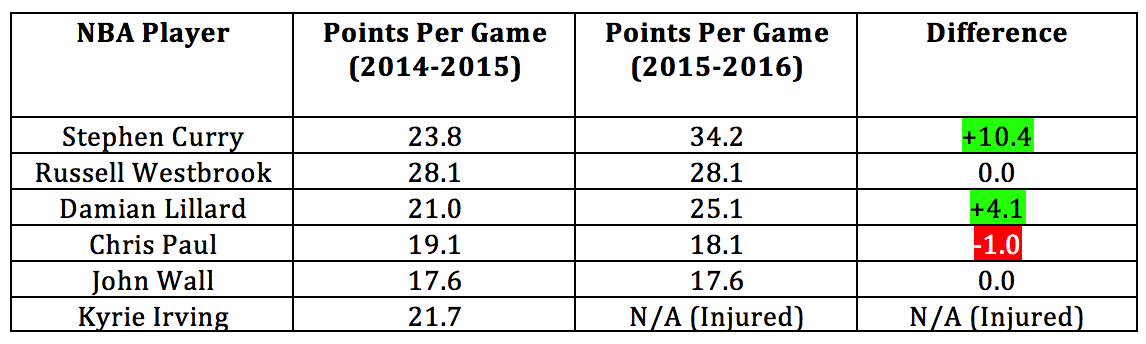 NBA Player Points Per Game Points Per Game Difference
(2014-2015) (2015-2016)
Stephen Curry 23.8 34.2 +10.4
Russell Westbrook 28.1 28.1 0.0
Damian Lillard 21.0 25.1 +4.1
Chris Paul 19.1 18.1 -1.0
John Wall 17.6 17.6 0.0
Kyrie Irving 21.7 N/A (Injured) N/A (Injured)